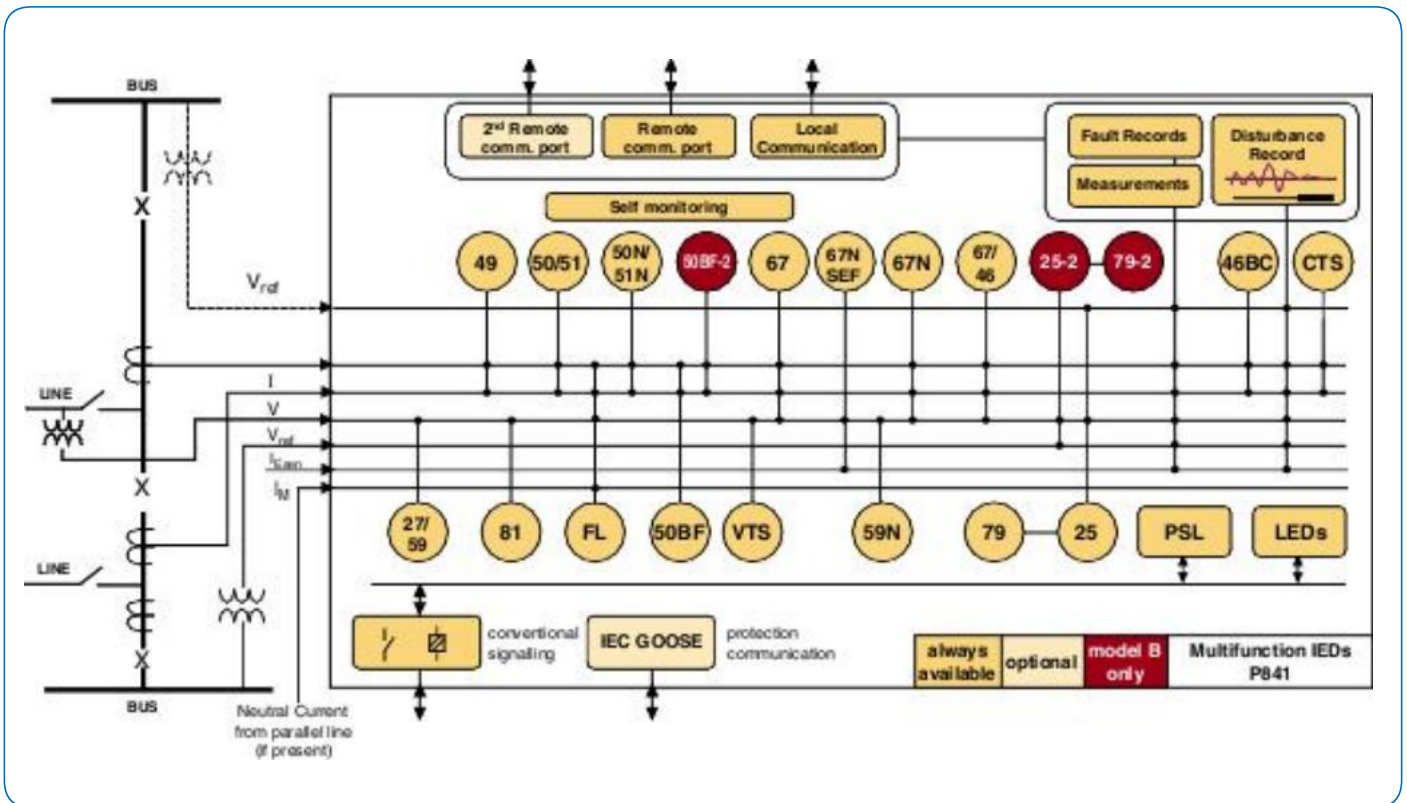 BUS
2nd Remote
comm. port
Remote
comm. port
Local
Communication
Fault Records
Disturbance
Record
Measurements
Self monitoring
X
49
50/51
50N/
51N
50BF-2
67
67N
SEF
67N
67/
46
25-2
79-2
46BC
CTS
Vref
LINE
I
V
Vref
IM
X
27/
59
81
FL
50BF
VTS
59N
79
25
PSL
LEDs
LINE
conventional
signalling
IEC GOOSE
protection
communication
always
available
optional
model B
only
Multifunction IEDs
P841
X
BUS
Neutral Current
from parallel line
(if present)